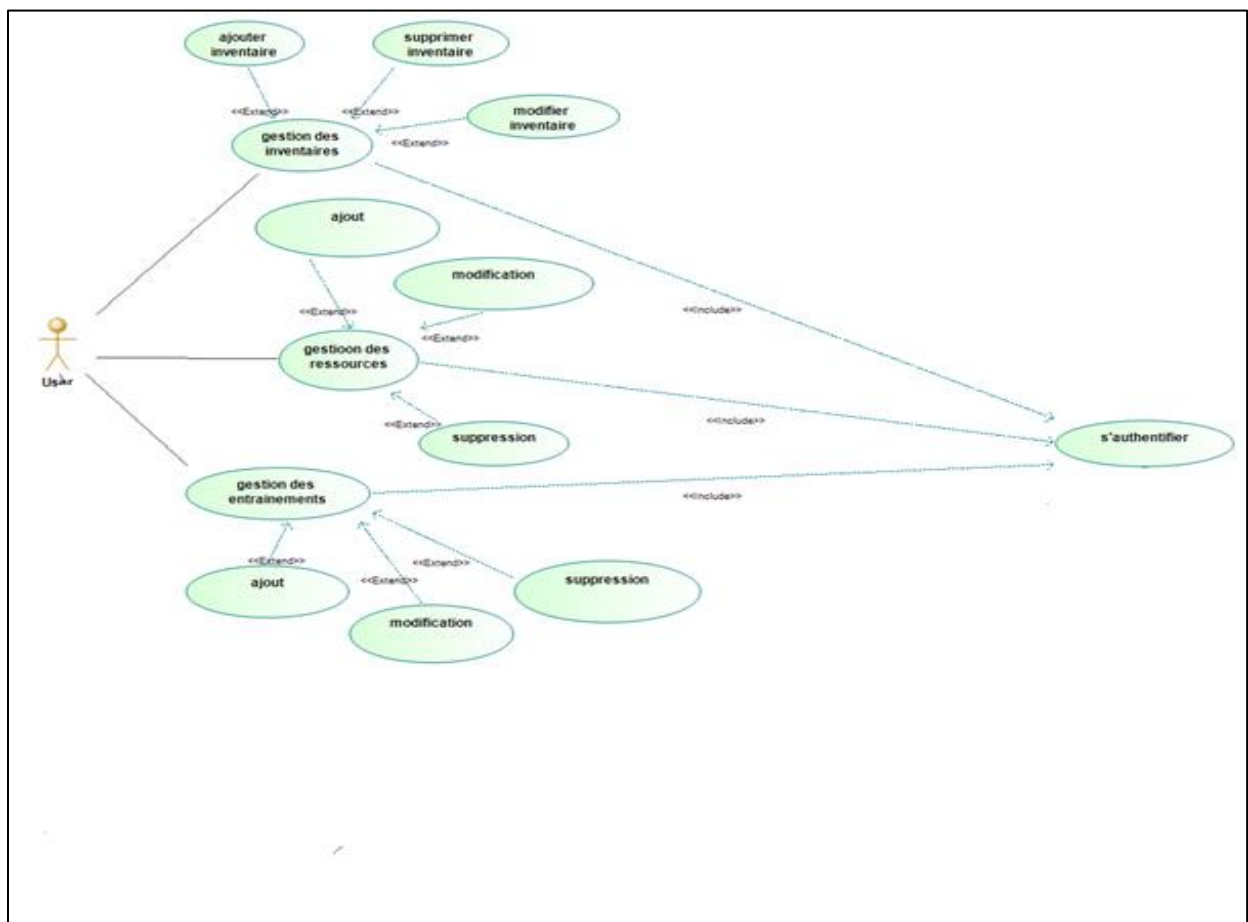 ajouter
inventaire
supprimer
inventaire
modifier
inventaire
<<Extend>>
<<Extend>>
<<Extend>>
gestion des
inventaires
ajout
modification
<<Extend>>
<<Extend>>
<<Include>>
gestioon des
ressources
User
<<Extend>>
suppression
<<Include>>
s'authentifier
gestion des
entrainements
<<Include>>
<<Extend>>
<<Extend>>
<<Extend>>
ajout
suppression
modification